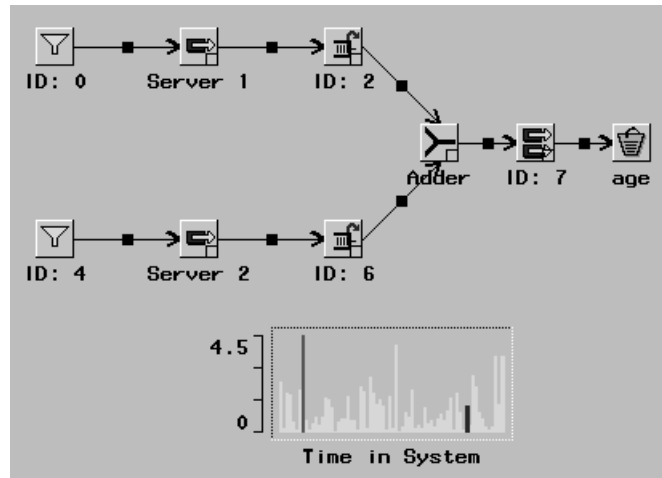 ID: 0 Server 1 ID: 2
Adder ID: 7 age
ID: 4 Server 2 ID: 6
4.5
0
Time in System